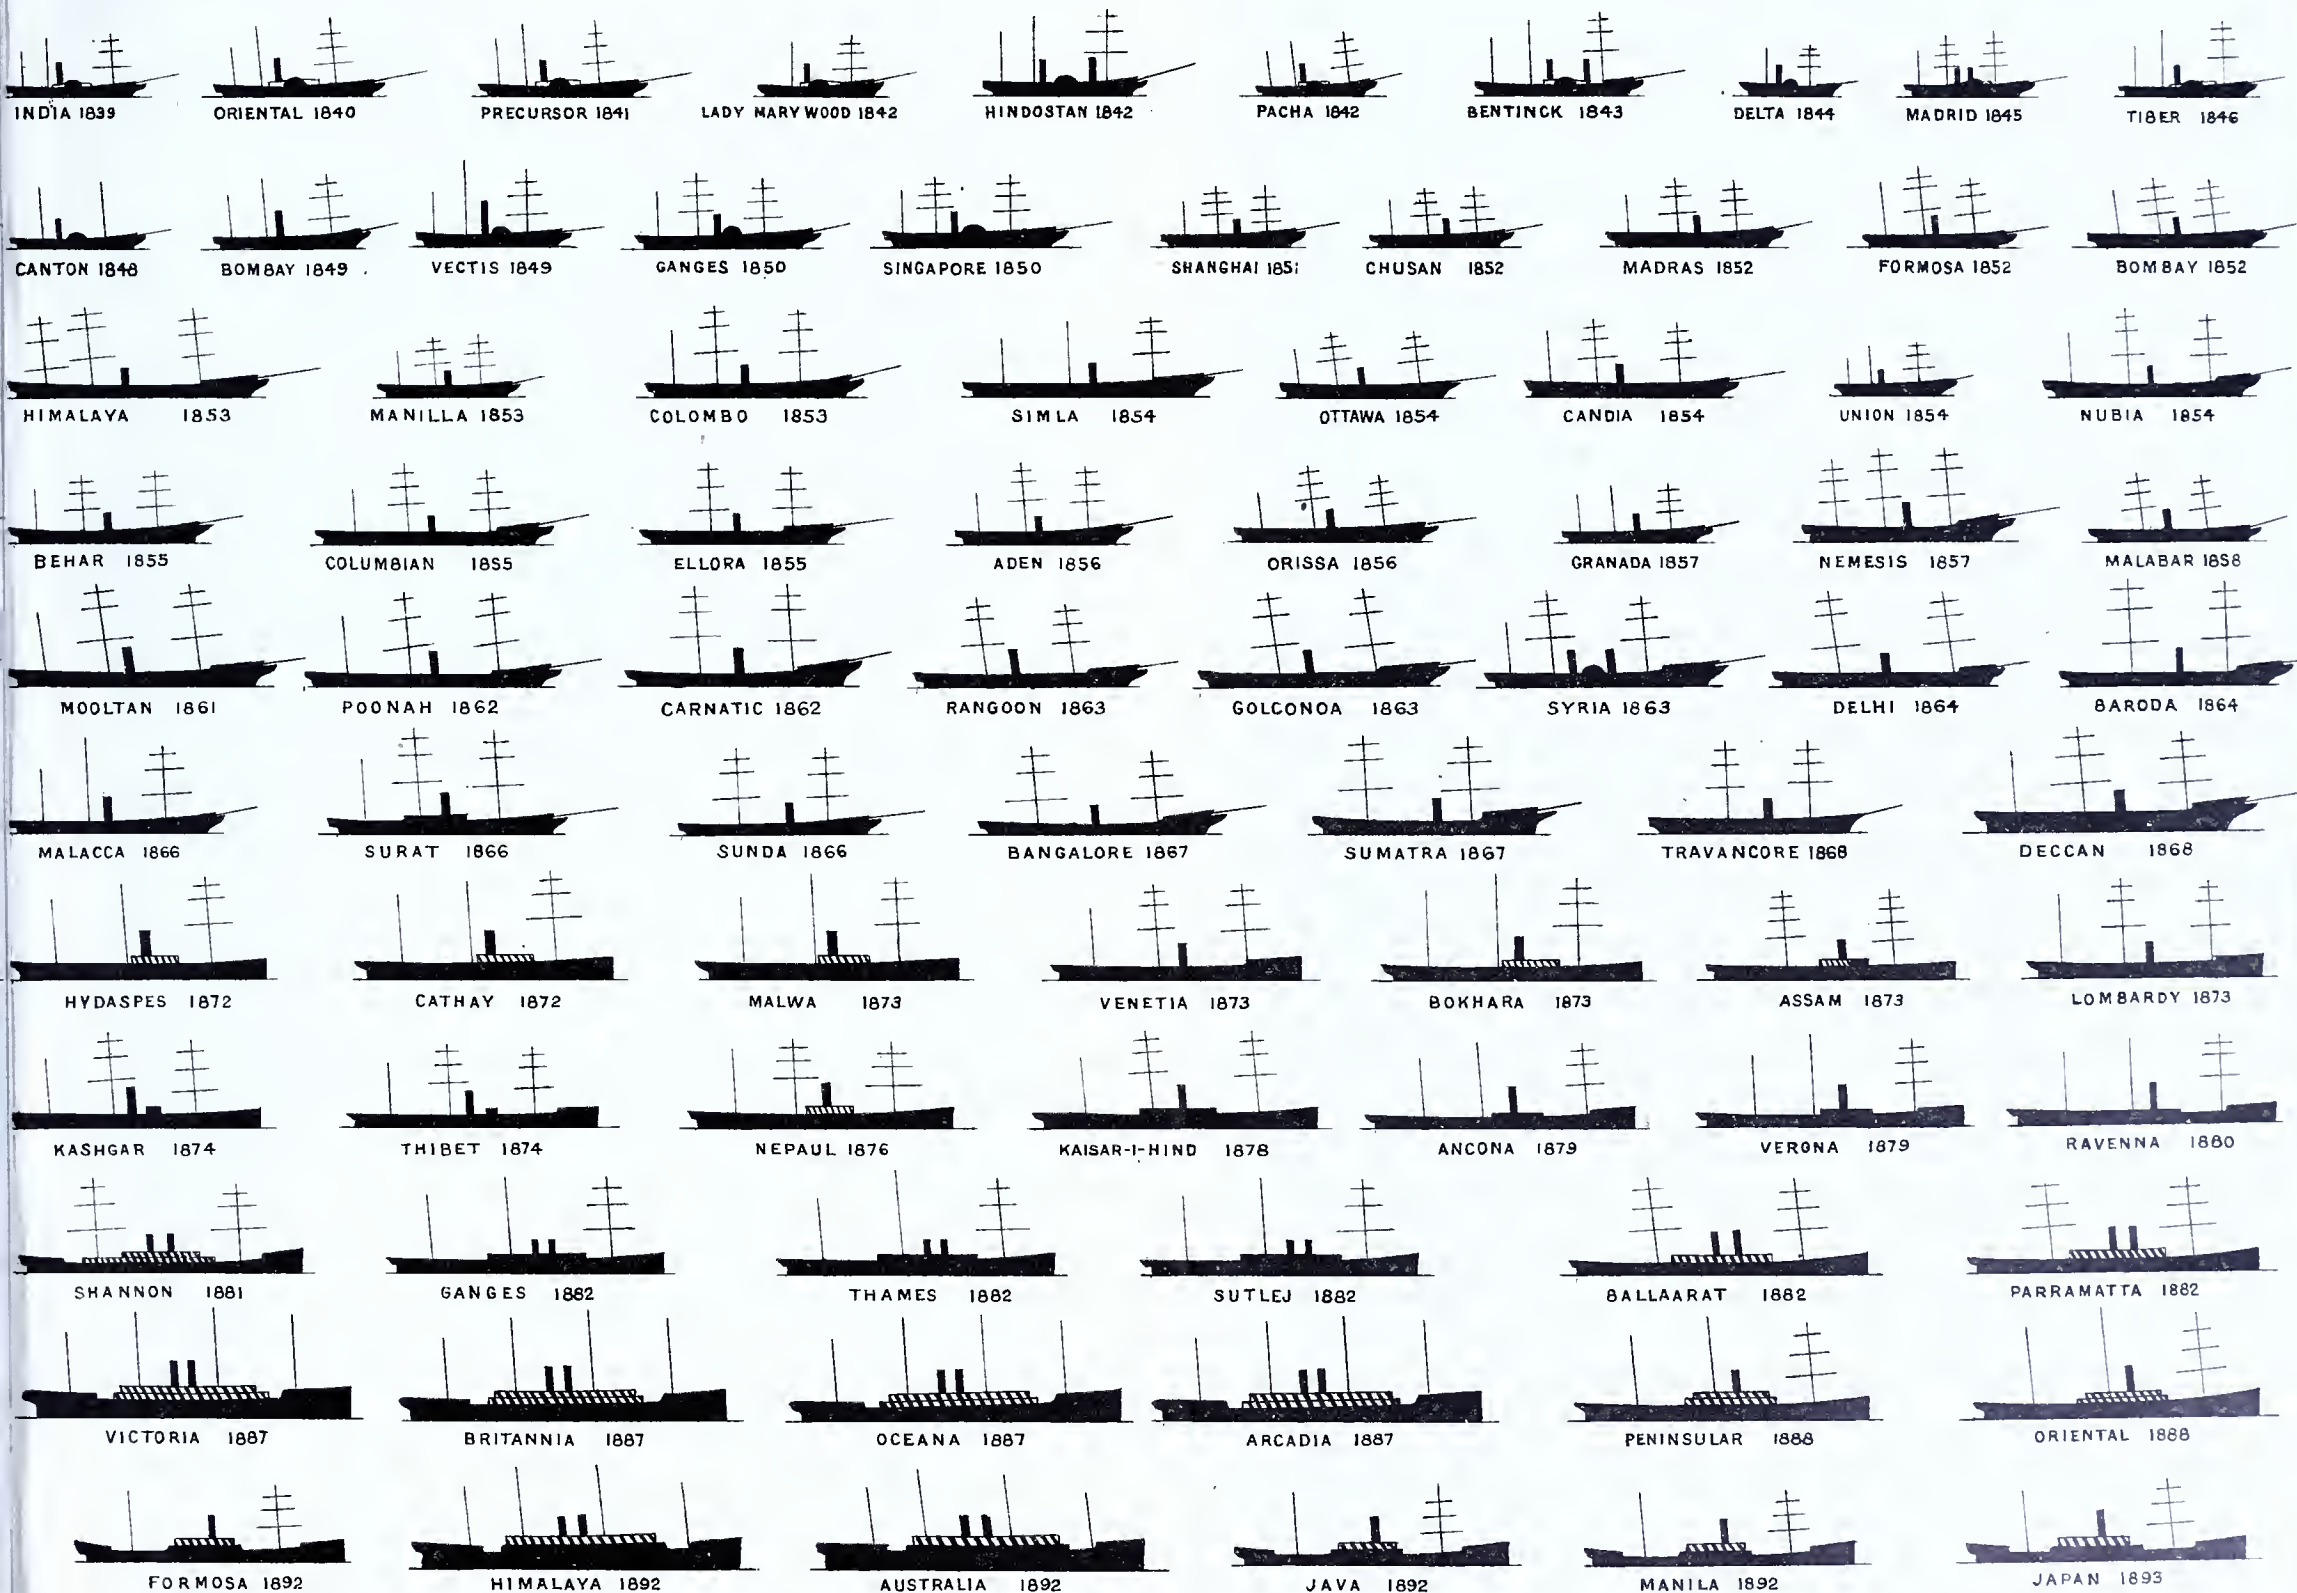 INDIA 1839 ORIENTAL 1840 PRECURSOR 1841 LADY MARY WOOD 1842 HINDOSTAN 1842 PACHA 1842 BENTINCK 1843 DELTA 1844 MADRID 1845 TIBER 1846
CANTON 1848 BOMBAY 1849 VECTIS 1849 GANGES 1850 SINGAPORE 1850 SHANGHAI 1851 CHUSAN 1852 MADRAS 1852 FORMOSA 1852 BOMBAY 1852
HIMALAYA 1853 MANILLA 1853 COLOMBO 1853 SIMLA 1854 OTTAWA 1854 CANDIA 1854 UNION 1854 NUBIA 1854
BEHAR 1855 COLUMBIAN 1855 ELLORA 1855 ADEN 1856 ORISSA 1856 GRANADA 1857 NEMESIS 1857 MALABAR 1858
MOOLTAN 1861 POONAH 1862 CARNATIC 1862 RANGOON 1863 GOLCONOA 1863 SYRIA 1863 DELHI 1864 BARODA 1864
MALACCA 1866 SURAT 1866 SUNDA 1866 BANGALORE 1867 SUMATRA 1867 TRAVANCORE 1868 DECCAN 1868
HYDASPES 1872 CATHAY 1872 MALWA 1873 VENETIA 1873 BOKHARA 1873 ASSAM 1873 LOMBARDY 1873
KASHGAR 1874 THIBET 1874 NEPAUL 1876 KAISAR-I-HIND 1878 ANCONA 1879 VERONA 1879 RAVENNA 1880
SHANNON 1881 GANGES 1882 THAMES 1882 SUTLEJ 1882 BALLAARAT 1882 PARRAMATTA 1882
VICTORIA 1887 BRITANNIA 1887 OCEANA 1887 ARCADIA 1887 PENINSULAR 1888 ORIENTAL 1888
FORMOSA 1892 HIMALAYA 1892 AUSTRALIA 1892 JAVA 1892 MANILA 1892 JAPAN 1893